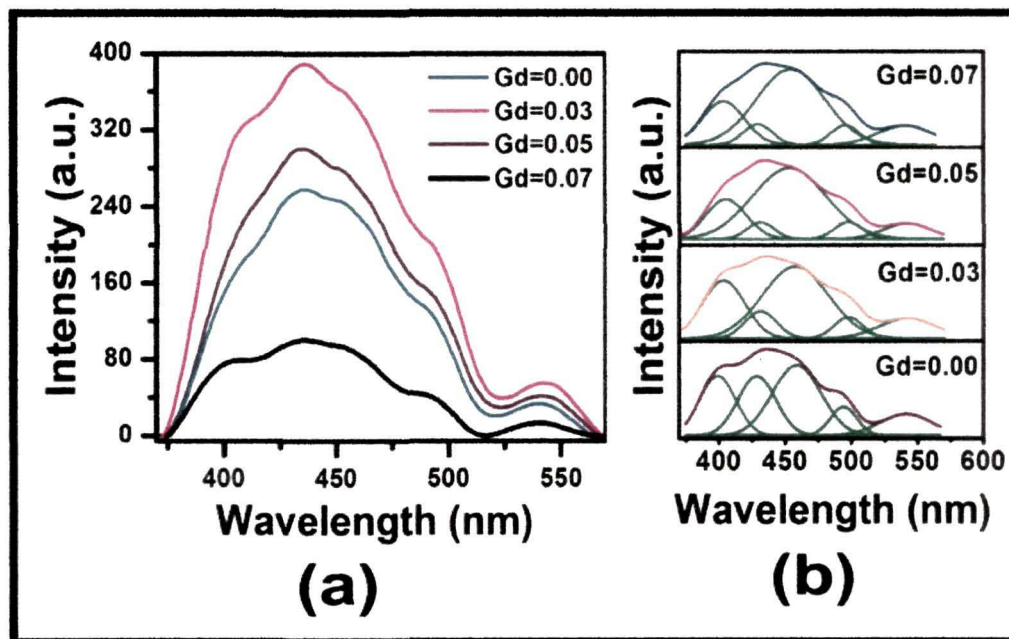 400
320
240
160
80
0
Intensity (a.u.)
Gd=0.00
Gd=0.03
Gd=0.05
Gd=0.07
400
450
500
550
Wavelength (nm)
(a)
Intensity (a.u.)
Gd=0.07
Gd=0.05
Gd=0.03
Gd=0.00
400
450
500
550
600
Wavelength (nm)
(b)